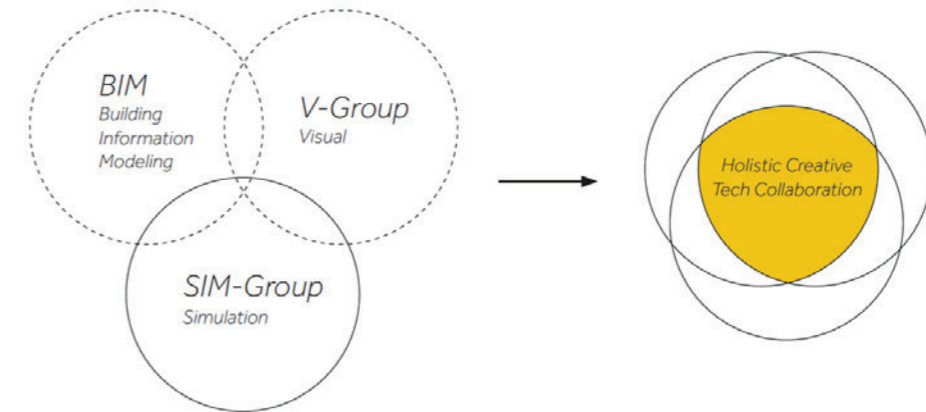 BIM
Building
Information
Modeling
V-Group
Visual
SIM-Group
Simulation
Holistic Creative
Tech Collaboration